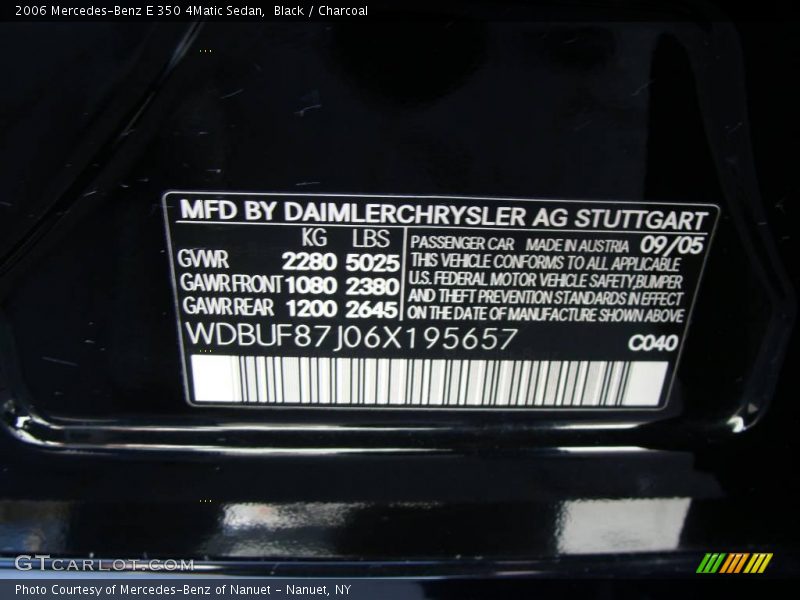 2006 Mercedes-Benz E 350 4Matic Sedan,  Black / Charcoal
MFD BY DAIMLERCHRYSLER AG STUTTGART
KG LBS
GVWR 2280 5025
GAWR FRONT 1080 2380
GAWR REAR 1200 2645
PASSENGER CAR MADE IN AUSTRIA 09/05
THIS VEHICLE CONFORMS TO ALL APPLICABLE
U.S. FEDERAL MOTOR VEHICLE SAFETY,BUMPER
AND THEFT PREVENTION STANDARDS IN EFFECT
ON THE DATE OF MANUFACTURE SHOWN ABOVE
WDBUF87J06X195657
C040
GTCARLOT.COM
Photo Courtesy of Mercedes-Benz of Nanuet - Nanuet, NY